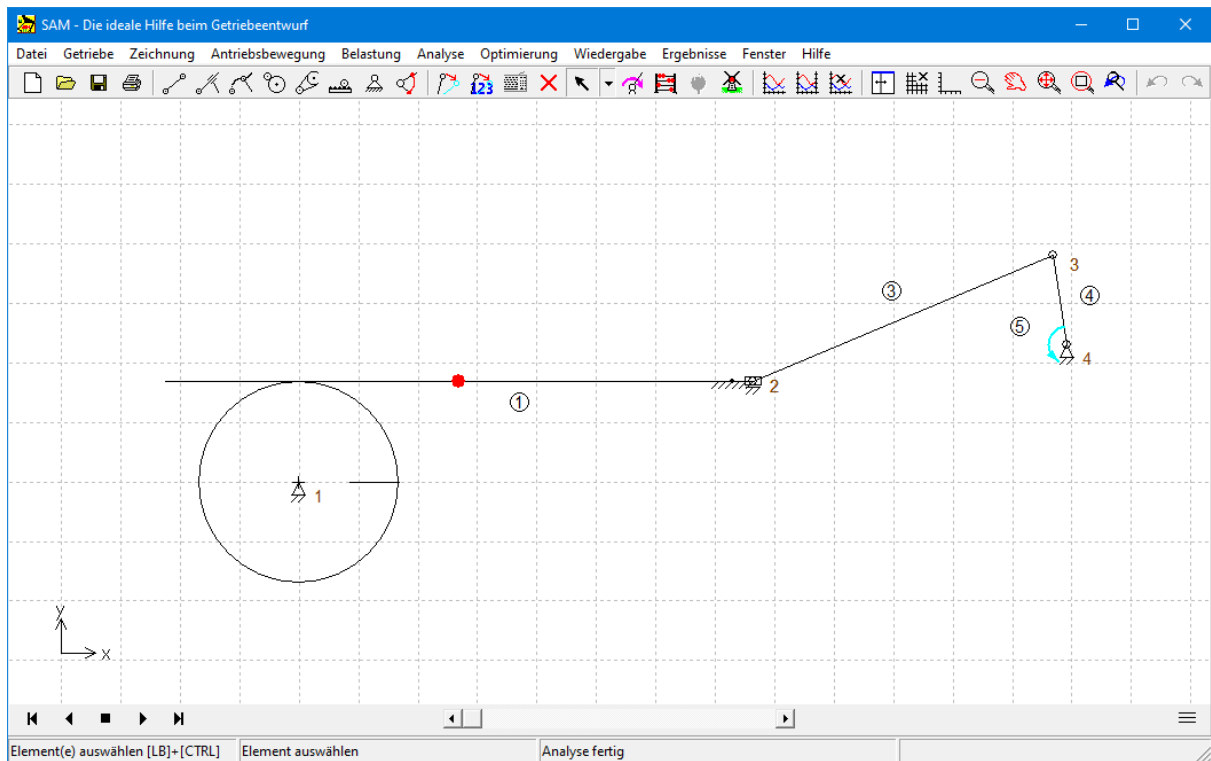 SAM - Die ideale Hilfe beim Getriebeentwurf
Datei Getriebe Zeichnung Antriebsbewegung Belastung Analyse Optimierung Wiedergabe Ergebnisse Fenster Hilfe
123
3
③
④
⑤
4
2
①
1
y
x
Element(e) auswählen [LB]+[CTRL] Element auswählen Analyse fertig